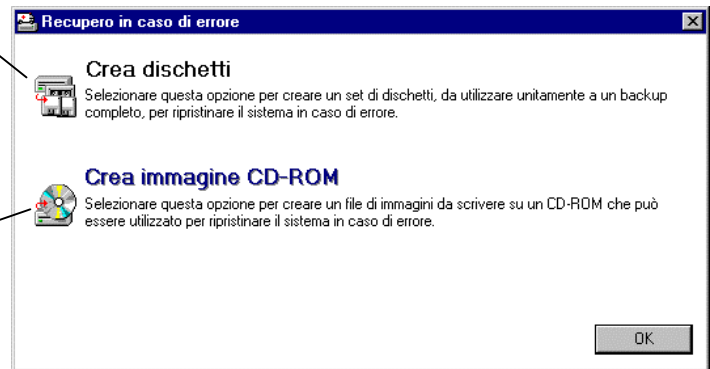 Recupero in caso di errore
Crea dischetti
Selezionare questa opzione per creare un set di dischetti, da utilizzare unitamente a un backup
completo, per ripristinare il sistema in caso di errore.
Crea immagine CD-ROM
Selezionare questa opzione per creare un file di immagini da scrivere su un CD-ROM che può
essere utilizzato per ripristinare il sistema in caso di errore.
OK